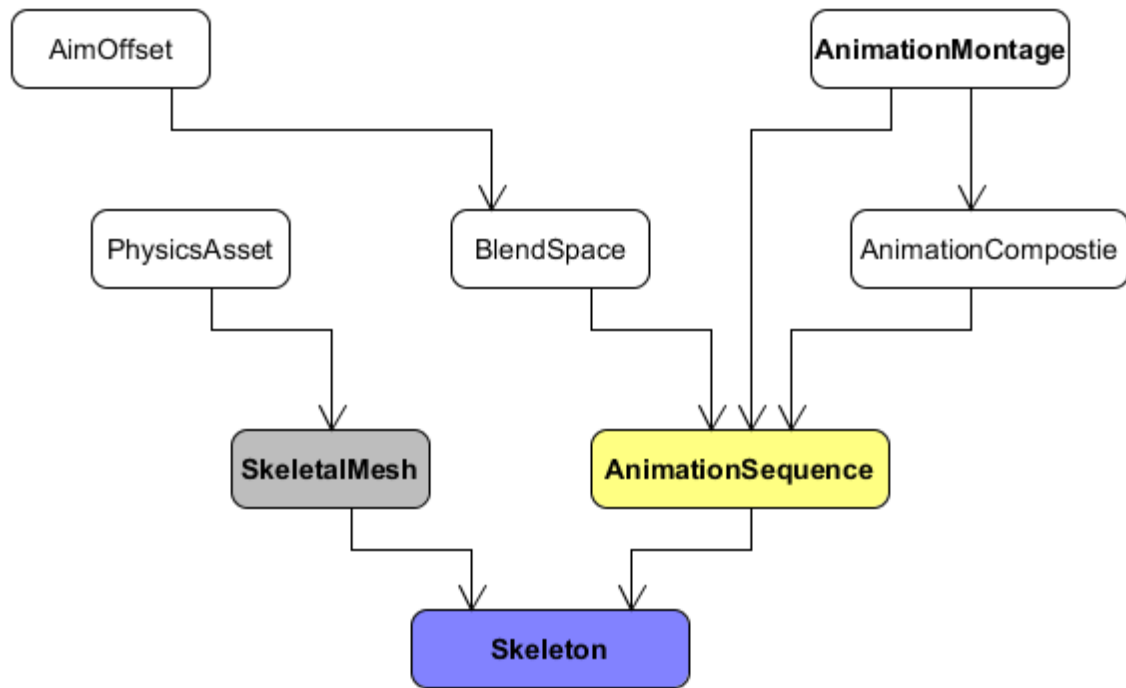 AimOffset
AnimationMontage
PhysicsAsset
BlendSpace
AnimationCompostie
SkeletalMesh
AnimationSequence
Skeleton